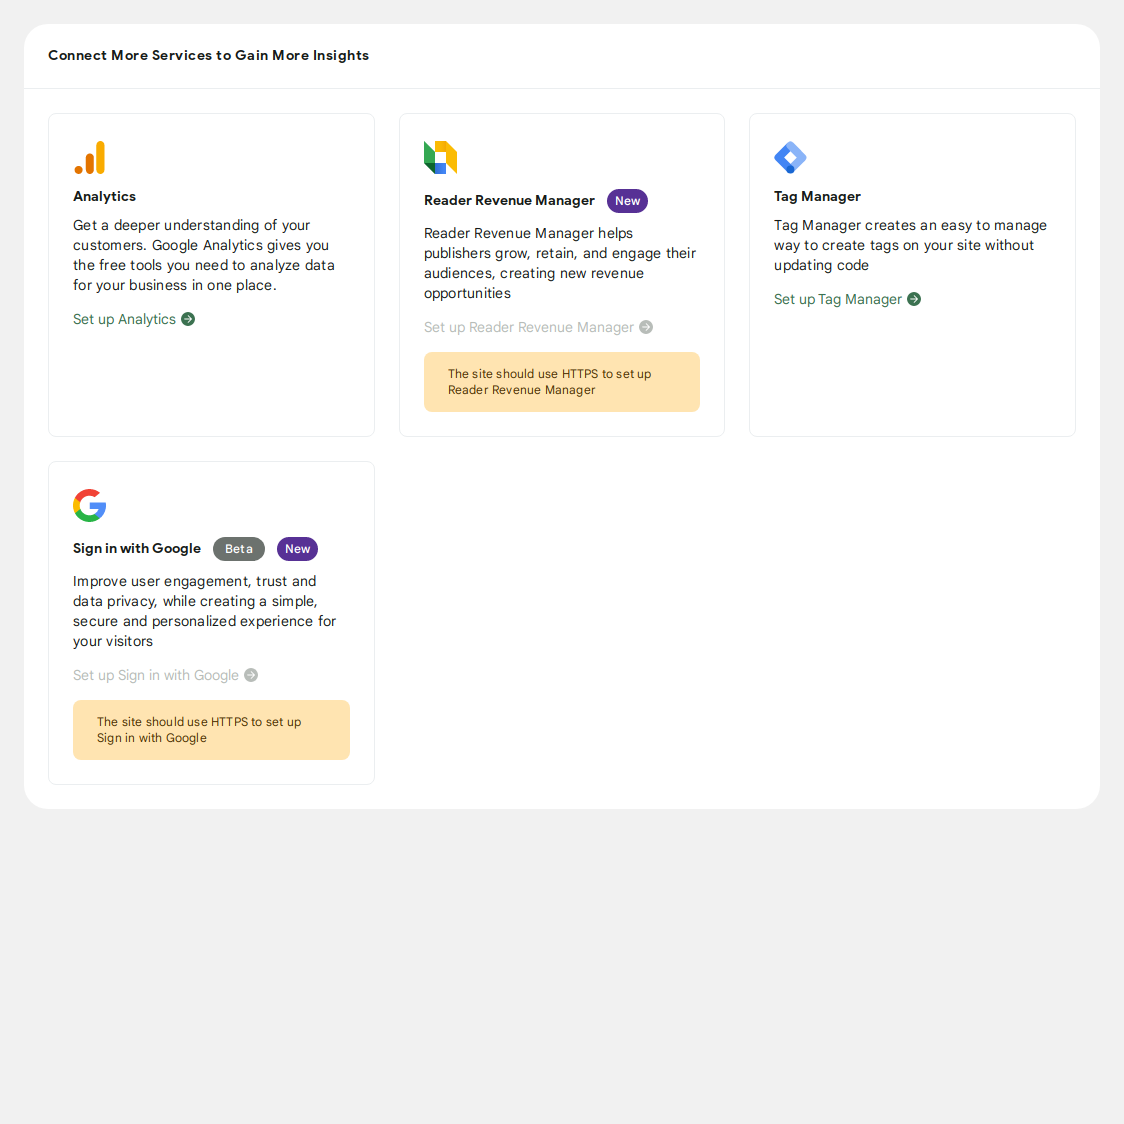 Connect More Services to Gain More Insights
Analytics
Get a deeper understanding of your
customers. Google Analytics gives you
the free tools you need to analyze data
for your business in one place.
Set up Analytics
Reader Revenue Manager New
Reader Revenue Manager helps
publishers grow, retain, and engage their
audiences, creating new revenue
opportunities
Set up Reader Revenue Manager
The site should use HTTPS to set up
Reader Revenue Manager
Tag Manager
Tag Manager creates an easy to manage
way to create tags on your site without
updating code
Set up Tag Manager
Sign in with Google Beta New
Improve user engagement, trust and
data privacy, while creating a simple,
secure and personalized experience for
your visitors
Set up Sign in with Google
The site should use HTTPS to set up
Sign in with Google